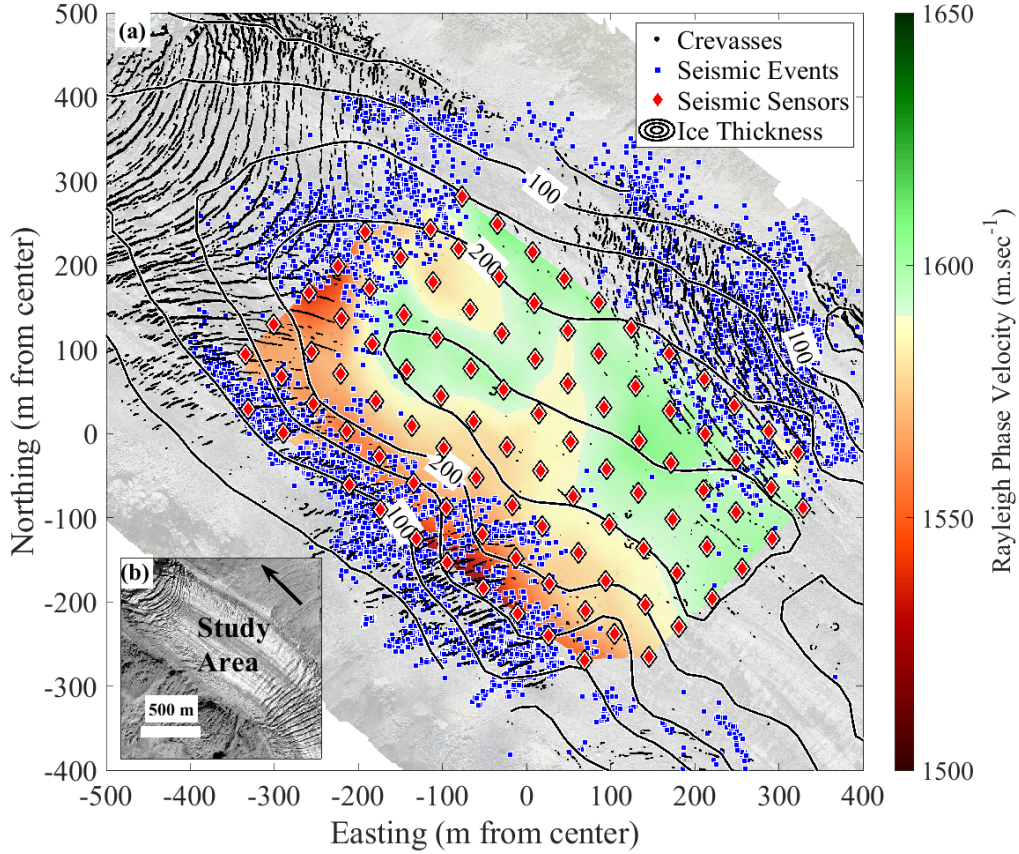 (a)
Crevasses
Seismic Events
Seismic Sensors
Ice Thickness
500
400
300
200
100
0
-100
-200
-300
-400
Northing (m from center)
100
200
100
200
100
(b)
Study
Area
500 m
-500
-400
-300
-200
-100
0
100
200
300
400
Easting (m from center)
1650
1600
1550
1500
Rayleigh Phase Velocity (m.sec⁻¹)